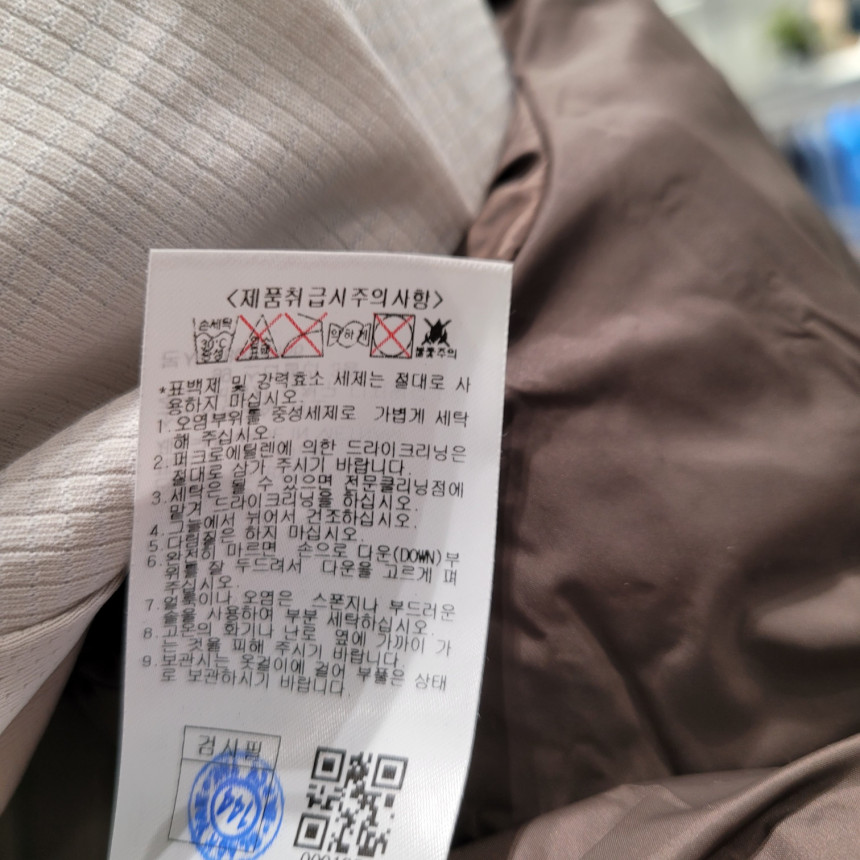 <제품취급시주의사항>
손세탁
30℃
중성
염소
표백
약하게
불꽃주의
*표백제 및 강력효소 세제는 절대로 사
용하지 마십시오.
1.오염부위를 중성세제로 가볍게 세탁
해 주십시오.
2.퍼크로에틸렌에 의한 드라이크리닝은
절대로 삼가 주시기 바랍니다.
3.세탁은 될 수 있으면 전문클리닝점에
맡겨 드라이크리닝을 하십시오.
4.그늘에서 뉘어서 건조하십시오.
5.다림질은 하지 마십시오.
6.완전히 마르면 손으로 다운(DOWN)부
위를 잘 두드려서 다운을 고르게 펴
주십시오.
7.얼룩이나 오염은 스폰지나 부드러운
솔을 사용하여 부분 세탁하십시오.
8.고온의 화기나 난로 옆에 가까이 가
는 것을 피해 주시기 바랍니다.
9.보관시는 옷걸이에 걸어 부풀은 상태
로 보관하시기 바랍니다.
검사필
144